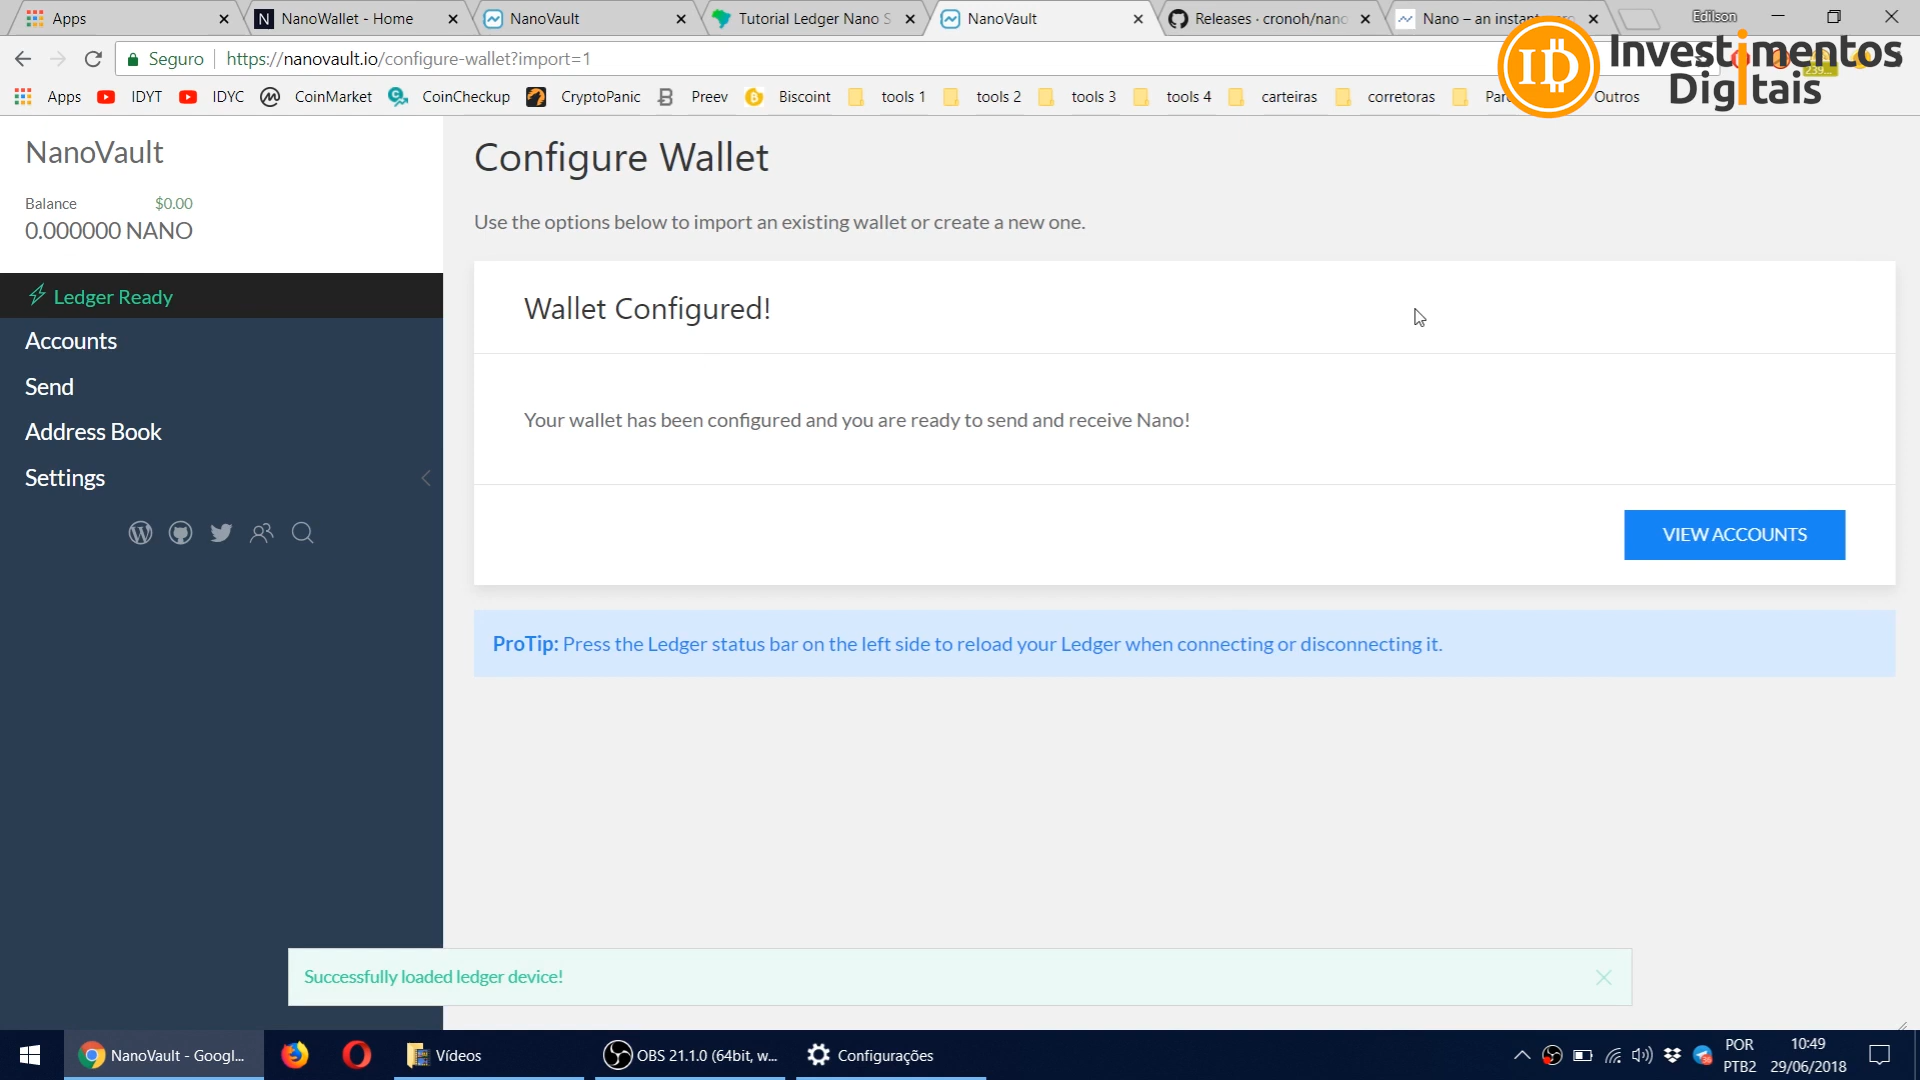 Apps
NanoWallet - Home
NanoVault
Tutorial Ledger Nano S
NanoVault
Releases · cronoh/nano
Nano – an instant
Edilson
Seguro
https://nanovault.io/configure-wallet?import=1
Investimentos
Digitais
ID
Apps
IDYT
IDYC
CoinMarket
CoinCheckup
CryptoPanic
Preev
Biscoint
tools 1
tools 2
tools 3
tools 4
carteiras
corretoras
Outros
NanoVault
Balance $0.00
0.000000 NANO
Ledger Ready
Accounts
Send
Address Book
Settings
Configure Wallet
Use the options below to import an existing wallet or create a new one.
Wallet Configured!
Your wallet has been configured and you are ready to send and receive Nano!
VIEW ACCOUNTS
ProTip: Press the Ledger status bar on the left side to reload your Ledger when connecting or disconnecting it.
Successfully loaded ledger device!
NanoVault - Googl...
Vídeos
OBS 21.1.0 (64bit, w...
Configurações
POR
PTB2
10:49
29/06/2018